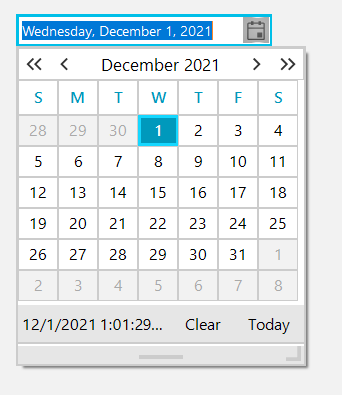 Wednesday, December 1, 2021
December 2021
S M T W T F S
28 29 30 1 2 3 4
5 6 7 8 9 10 11
12 13 14 15 16 17 18
19 20 21 22 23 24 25
26 27 28 29 30 31 1
2 3 4 5 6 7 8
12/1/2021 1:01:29... Clear Today